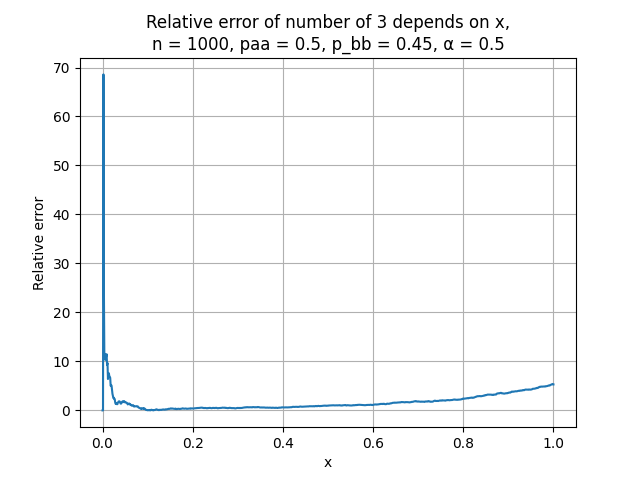 Relative error of number of 3 depends on x,
n = 1000, paa = 0.5, p_bb = 0.45, α = 0.5
70
60
50
40
30
20
10
0
Relative error
0.0 0.2 0.4 0.6 0.8 1.0
x